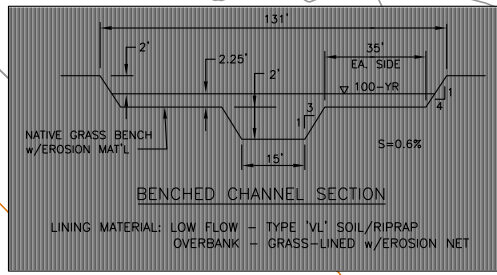 131'
2'
2.25'
2'
35'
EA. SIDE
100-YR
1
3
1
4
NATIVE GRASS BENCH
w/EROSION MAT'L
S=0.6%
15'
BENCHED CHANNEL SECTION
LINING MATERIAL: LOW FLOW - TYPE 'VL' SOIL/RIPRAP
OVERBANK - GRASS-LINED w/EROSION NET